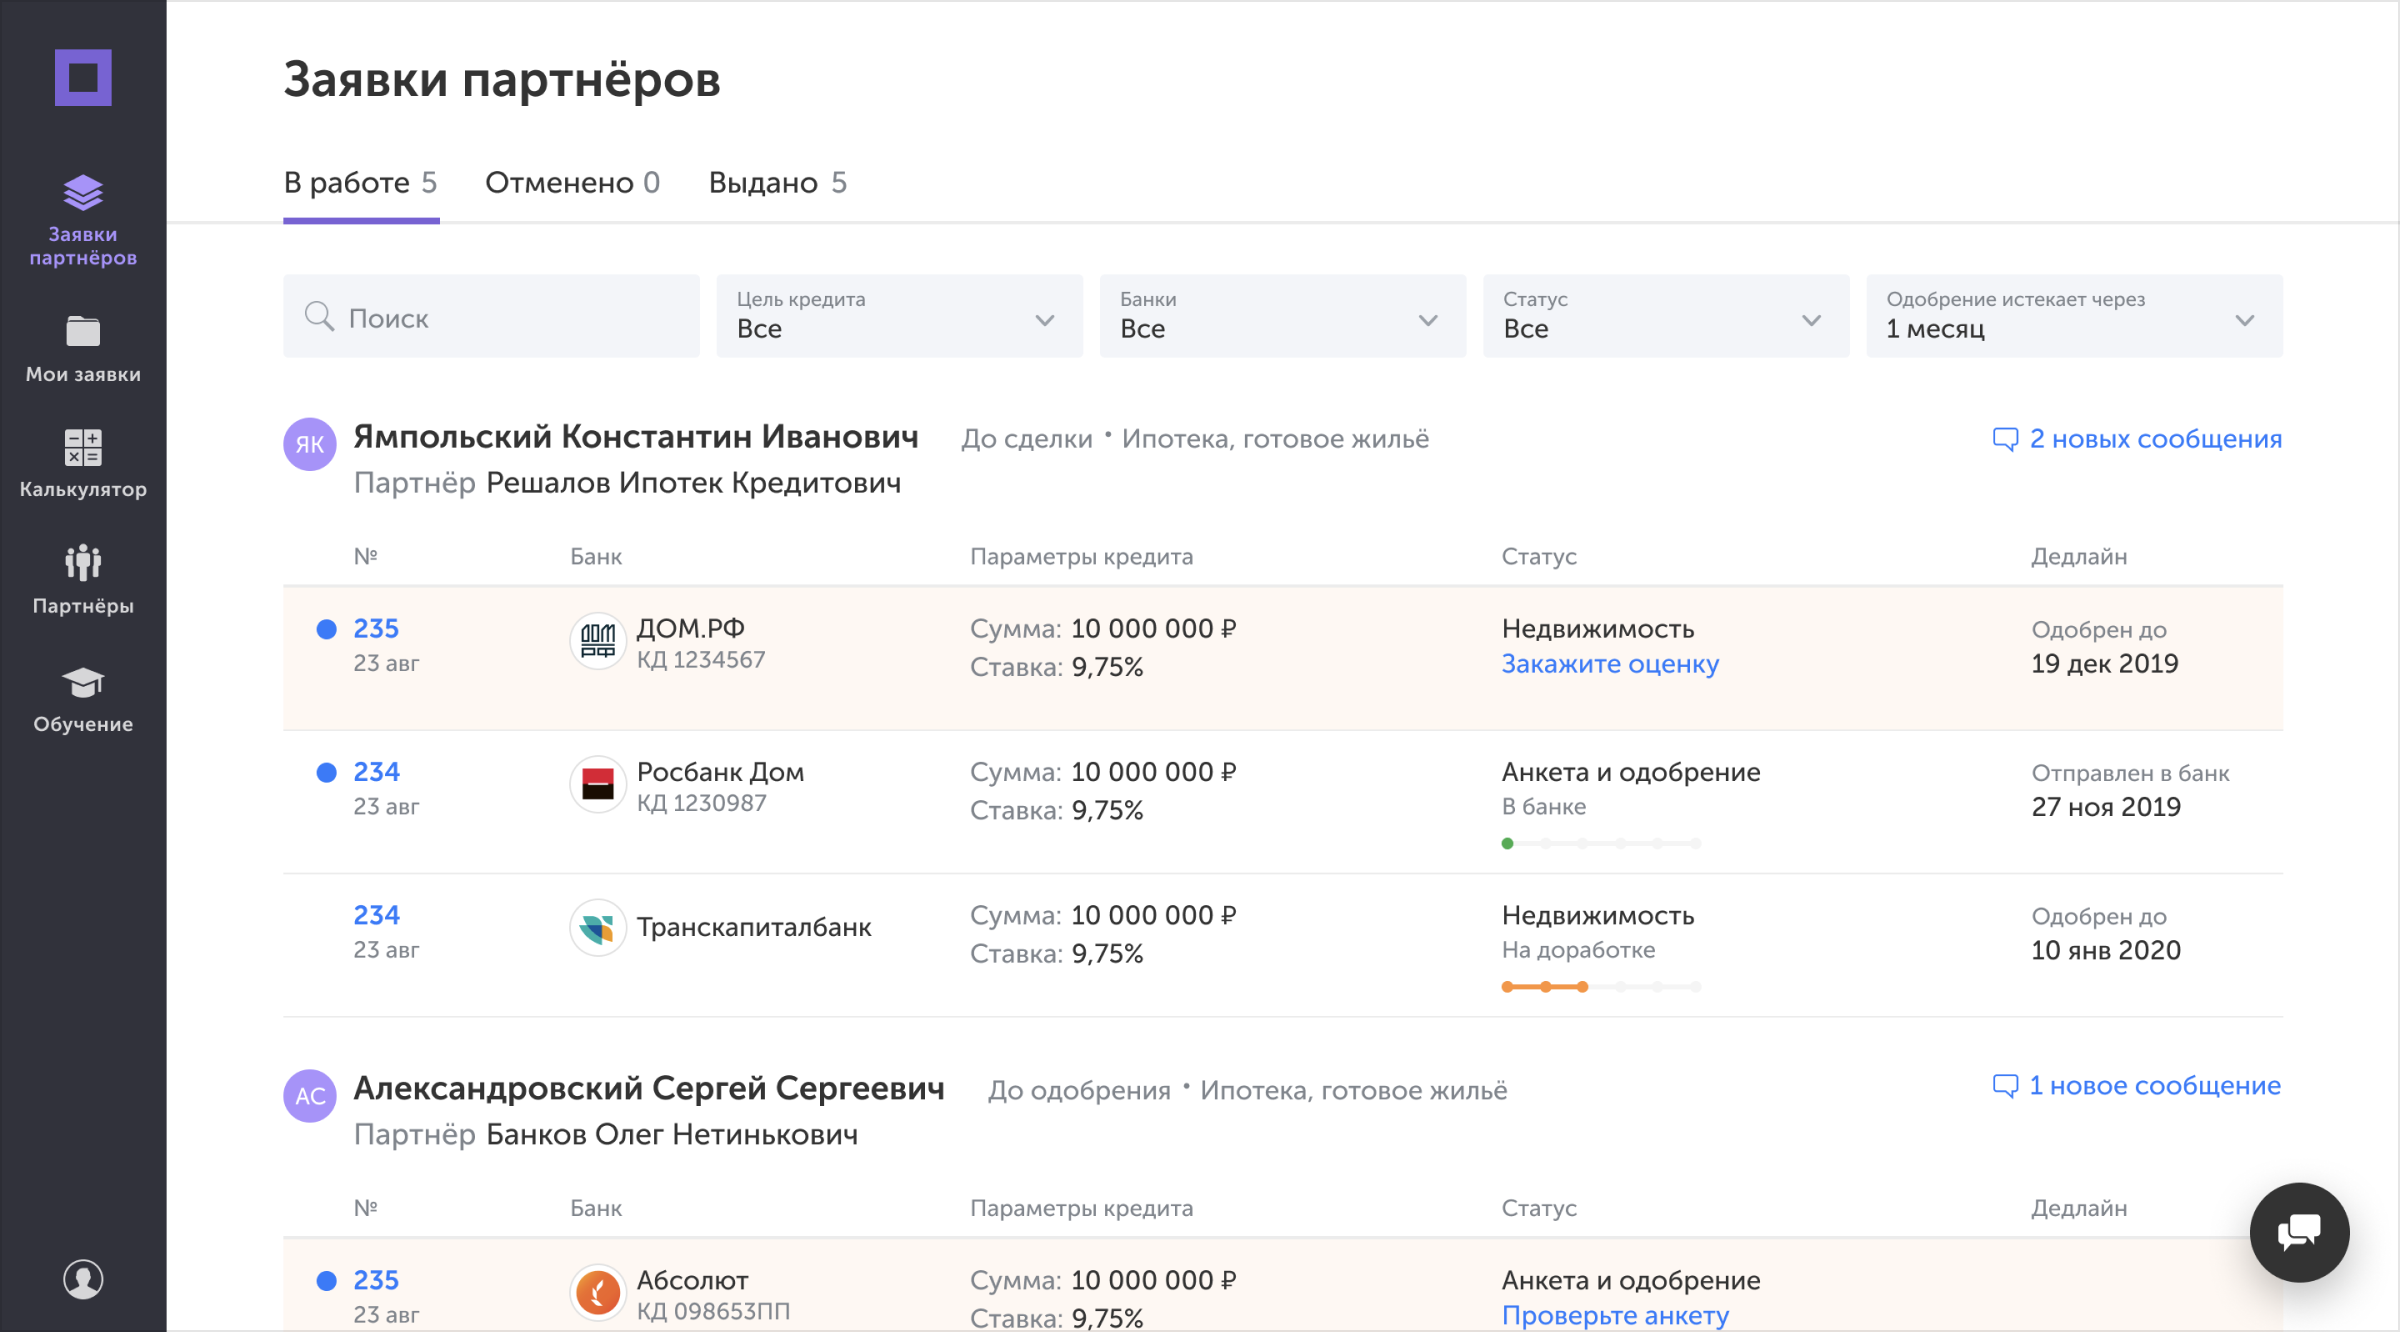 Заявки партнёров
Мои заявки
Калькулятор
Партнёры
Обучение
Заявки партнёров
В работе 5
Отменено 0
Выдано 5
Поиск
Цель кредита
Все
Банки
Все
Статус
Все
Одобрение истекает через
1 месяц
ЯК
Ямпольский Константин Иванович
До сделки • Ипотека, готовое жильё
2 новых сообщения
Партнёр Решалов Ипотек Кредитович
№ Банк Параметры кредита Статус Дедлайн
235
23 авг
ДОМ РФ
ДОМ.РФ
КД 1234567
Сумма: 10 000 000 ₽
Ставка: 9,75%
Недвижимость
Закажите оценку
Одобрен до
19 дек 2019
234
23 авг
Росбанк Дом
КД 1230987
Сумма: 10 000 000 ₽
Ставка: 9,75%
Анкета и одобрение
В банке
Отправлен в банк
27 ноя 2019
234
23 авг
Транскапиталбанк
Сумма: 10 000 000 ₽
Ставка: 9,75%
Недвижимость
На доработке
Одобрен до
10 янв 2020
АС
Александровский Сергей Сергеевич
До одобрения • Ипотека, готовое жильё
1 новое сообщение
Партнёр Банков Олег Нетинькович
№ Банк Параметры кредита Статус Дедлайн
235
23 авг
Абсолют
КД 098653ПП
Сумма: 10 000 000 ₽
Ставка: 9,75%
Анкета и одобрение
Проверьте анкету